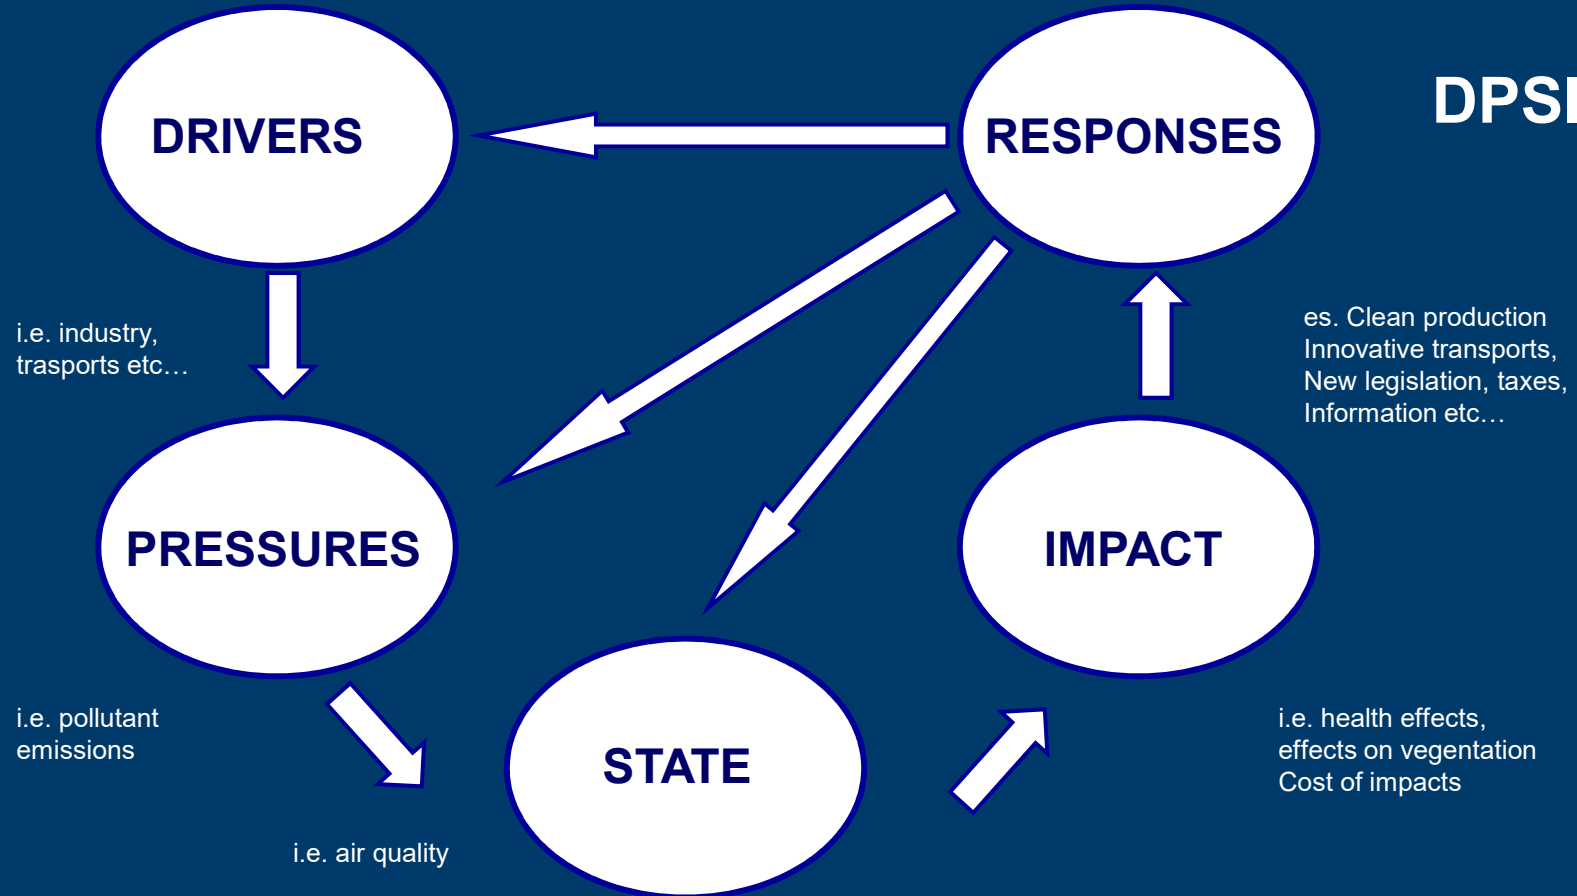 DRIVERS
RESPONSES
DPSI
i.e. industry,
trasports etc…
es. Clean production
Innovative transports,
New legislation, taxes,
Information etc…
PRESSURES
IMPACT
i.e. pollutant
emissions
STATE
i.e. health effects,
effects on vegentation
Cost of impacts
i.e. air quality